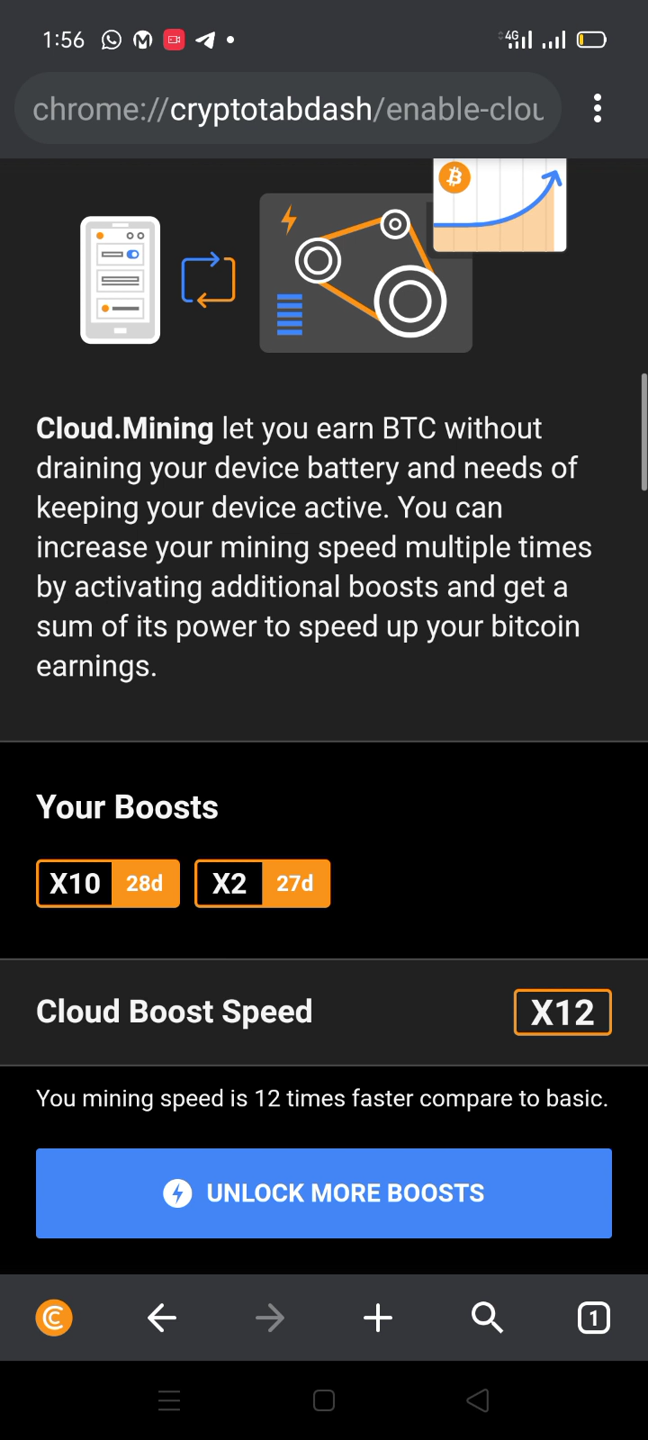 1:56
4G
chrome://cryptotabdash/enable-clou
Cloud.Mining let you earn BTC without
draining your device battery and needs of
keeping your device active. You can
increase your mining speed multiple times
by activating additional boosts and get a
sum of its power to speed up your bitcoin
earnings.
Your Boosts
X10 28d X2 27d
Cloud Boost Speed X12
You mining speed is 12 times faster compare to basic.
UNLOCK MORE BOOSTS
1